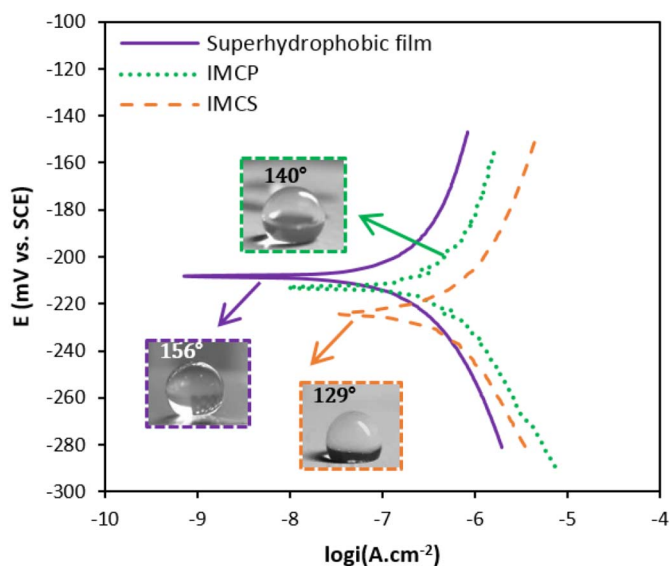 -100
-120
-140
-160
-180
-200
-220
-240
-260
-280
-300
E (mV vs. SCE)
Superhydrophobic film
IMCP
IMCS
140°
156°
129°
-10 -9 -8 -7 -6 -5 -4
logi(A.cm⁻²)